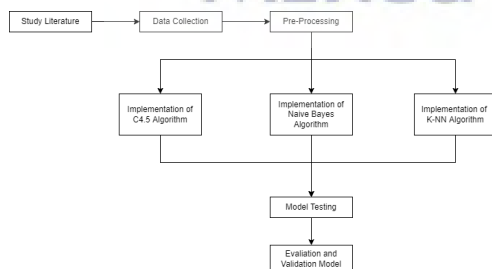 Study Literature
Data Collection
Pre-Processing
Implementation of
C4.5 Algorithm
Implementation of
Naive Bayes
Algorithm
Implementation of
K-NN Algorithm
Model Testing
Evaliation and
Validation Model